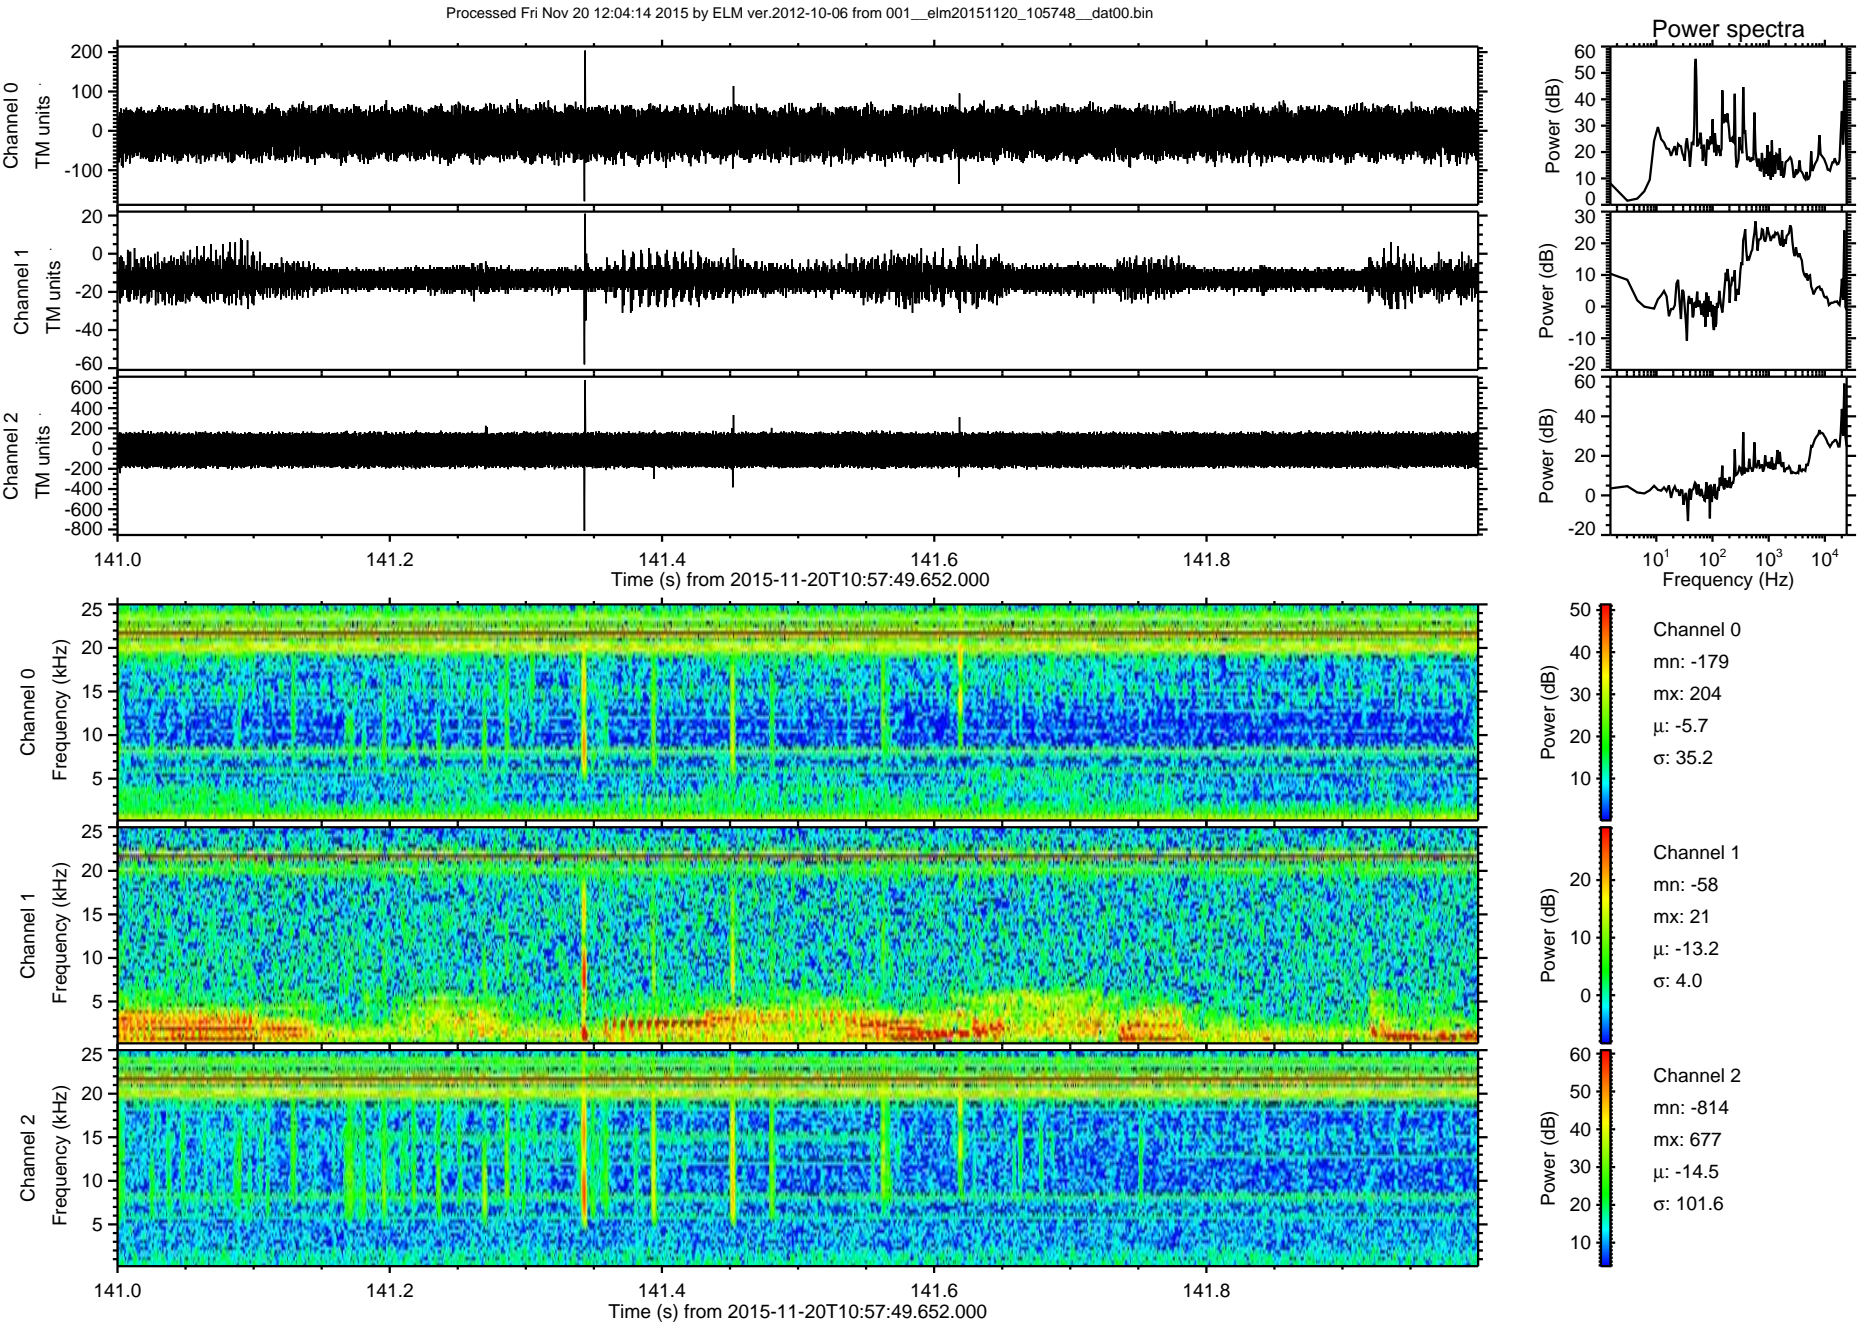 Processed Fri Nov 20 12:04:14 2015 by ELM ver.2012-10-06 from 001__elm20151120_105748__dat00.bin
Power spectra
Channel 0
TM units
200
100
0
-100
Power (dB)
60
50
40
30
20
10
0
Channel 1
TM units
20
0
-20
-40
-60
Power (dB)
30
20
10
0
-10
-20
Channel 2
TM units
600
400
200
0
-200
-400
-600
-800
Power (dB)
60
40
20
0
-20
141.0 141.2 141.4 141.6 141.8
Time (s) from 2015-11-20T10:57:49.652.000
10¹ 10² 10³ 10⁴
Frequency (Hz)
Channel 0
Frequency (kHz)
25
20
15
10
5
Power (dB)
50
40
30
20
10
Channel 0
mn: -179
mx: 204
μ: -5.7
σ: 35.2
Channel 1
Frequency (kHz)
25
20
15
10
5
Power (dB)
20
10
0
Channel 1
mn: -58
mx: 21
μ: -13.2
σ: 4.0
Channel 2
Frequency (kHz)
25
20
15
10
5
Power (dB)
60
50
40
30
20
10
Channel 2
mn: -814
mx: 677
μ: -14.5
σ: 101.6
141.0 141.2 141.4 141.6 141.8
Time (s) from 2015-11-20T10:57:49.652.000